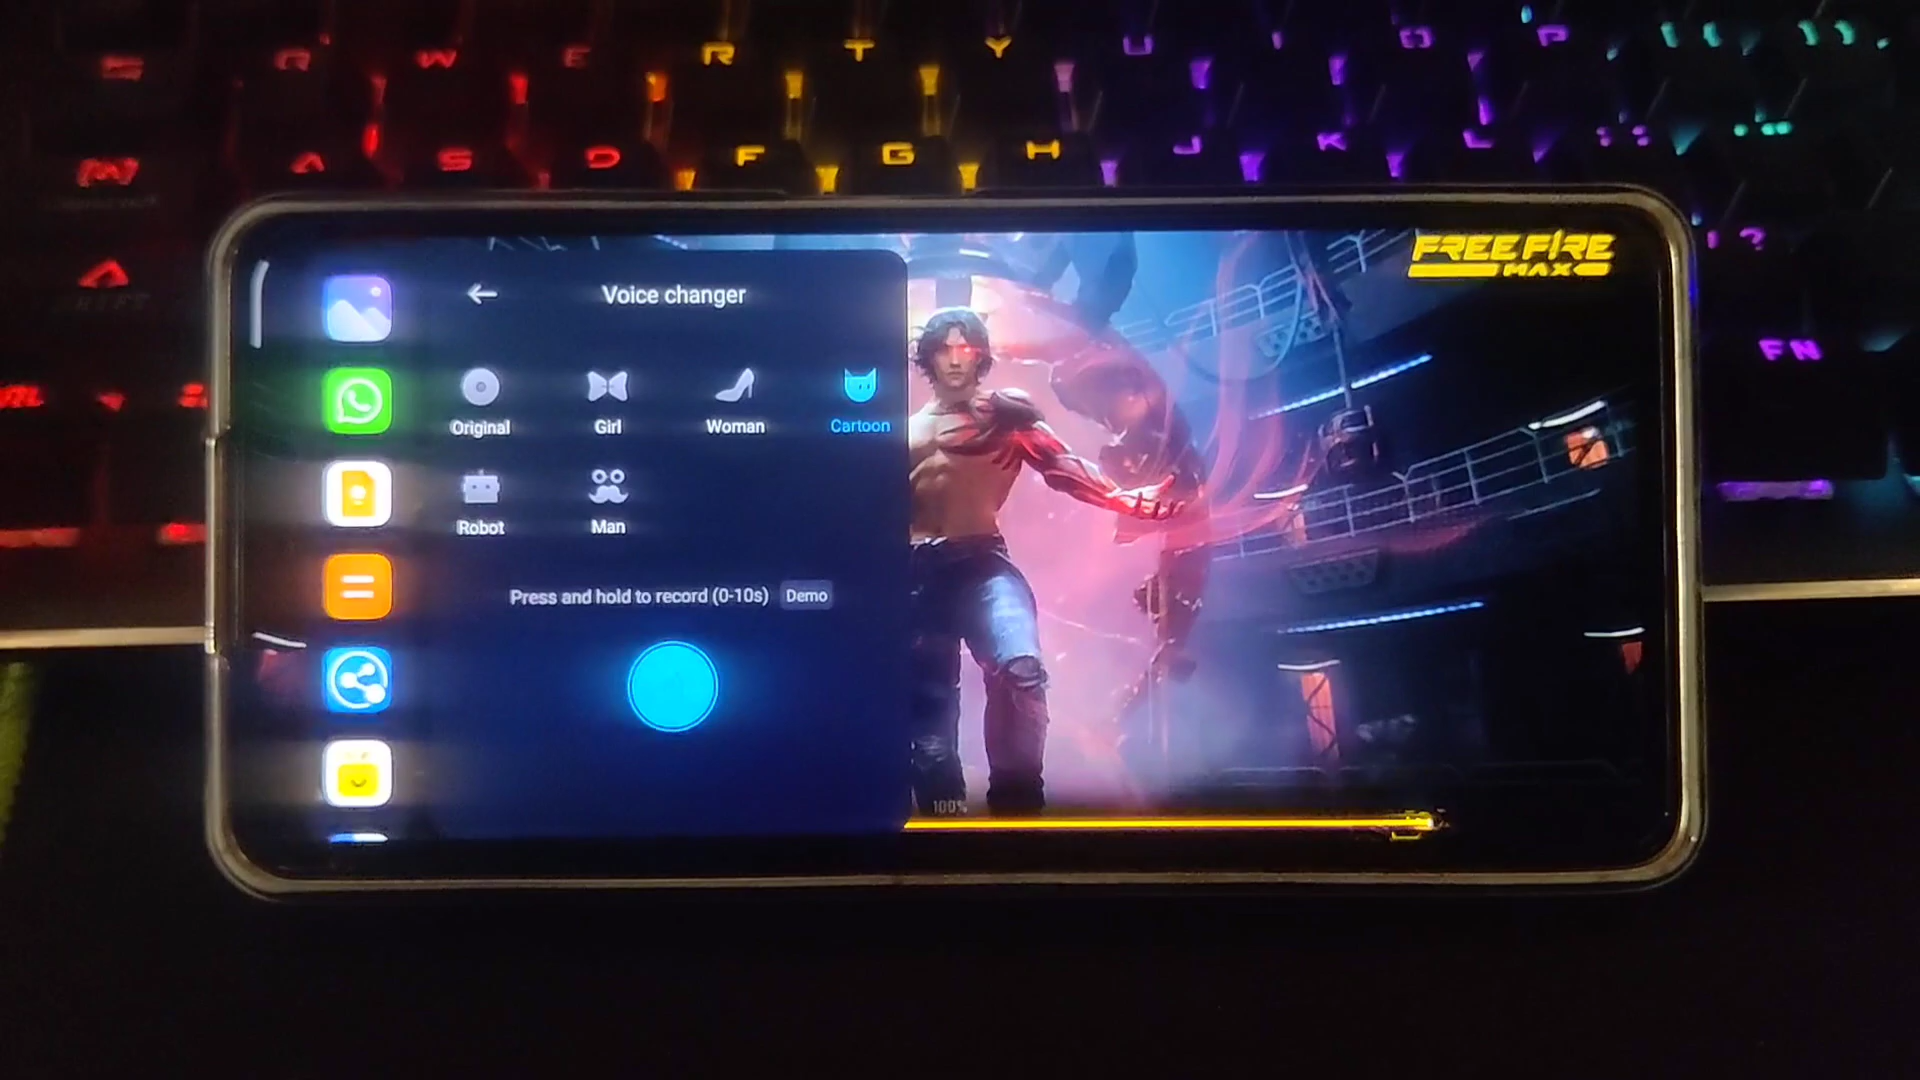 Q W E R T Y U I O P
A S D F G H J K L
FN
FREE FIRE
MAX
Voice changer
Original Girl Woman Cartoon
Robot Man
Press and hold to record (0-10s) Demo
100%